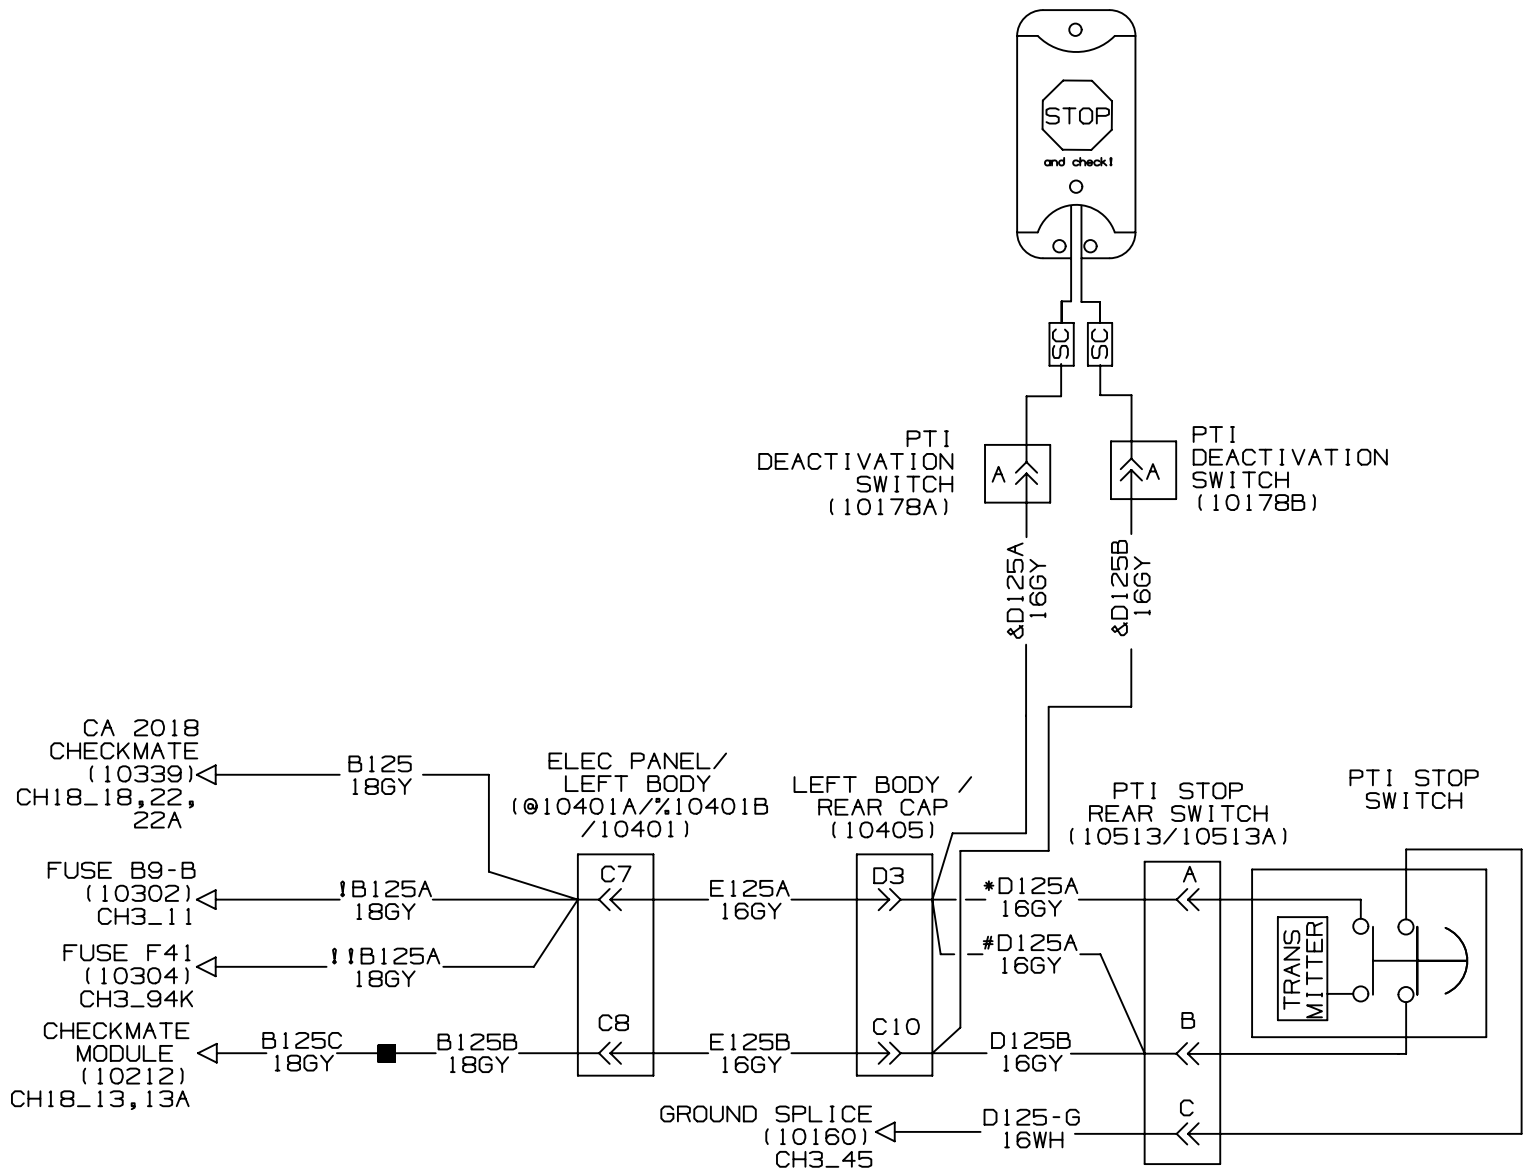 STOP
and check!
SC
SC
PTI
DEACTIVATION
SWITCH
(10178A)
A
A
PTI
DEACTIVATION
SWITCH
(10178B)
&D125A
16GY
&D125B
16GY
CA 2018
CHECKMATE
(10339)
CH18_18,22,
22A
B125
18GY
ELEC PANEL/
LEFT BODY
(@10401A/%10401B
/10401)
LEFT BODY /
REAR CAP
(10405)
PTI STOP
REAR SWITCH
(10513/10513A)
PTI STOP
SWITCH
FUSE B9-B
(10302)
CH3_11
!B125A
18GY
C7
E125A
16GY
D3
*D125A
16GY
A
#D125A
16GY
FUSE F41
(10304)
CH3_94K
!!B125A
18GY
TRANS
MITTER
CHECKMATE
MODULE
(10212)
CH18_13,13A
B125C
18GY
B125B
18GY
C8
E125B
16GY
C10
D125B
16GY
B
GROUND SPLICE
(10160)
CH3_45
D125-G
16WH
C